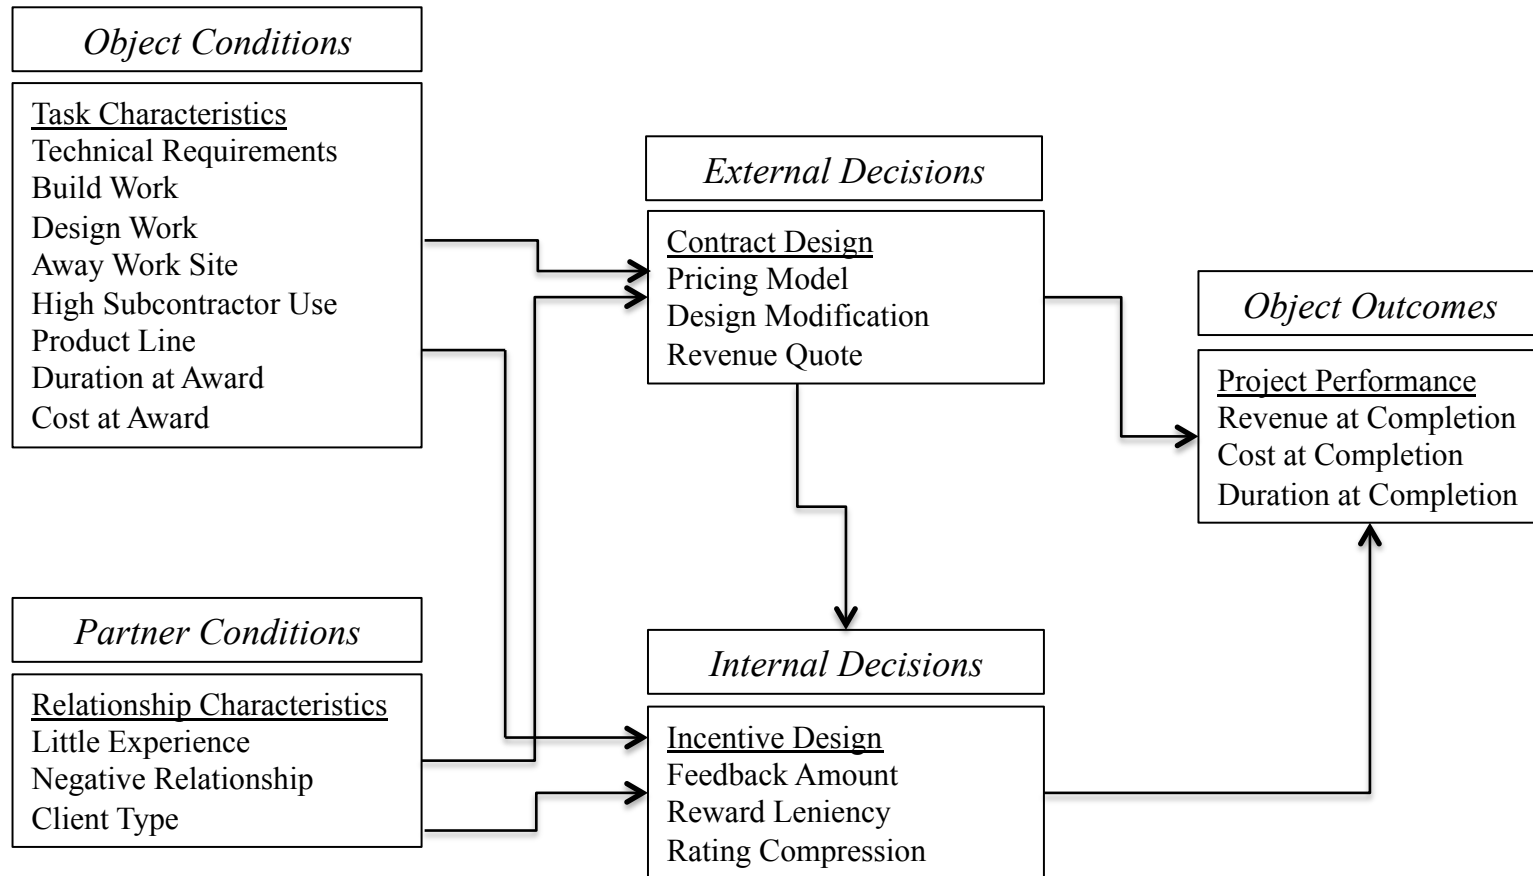 Object Conditions
Task Characteristics
Technical Requirements
Build Work
Design Work
Away Work Site
High Subcontractor Use
Product Line
Duration at Award
Cost at Award
Partner Conditions
Relationship Characteristics
Little Experience
Negative Relationship
Client Type
External Decisions
Contract Design
Pricing Model
Design Modification
Revenue Quote
Internal Decisions
Incentive Design
Feedback Amount
Reward Leniency
Rating Compression
Object Outcomes
Project Performance
Revenue at Completion
Cost at Completion
Duration at Completion